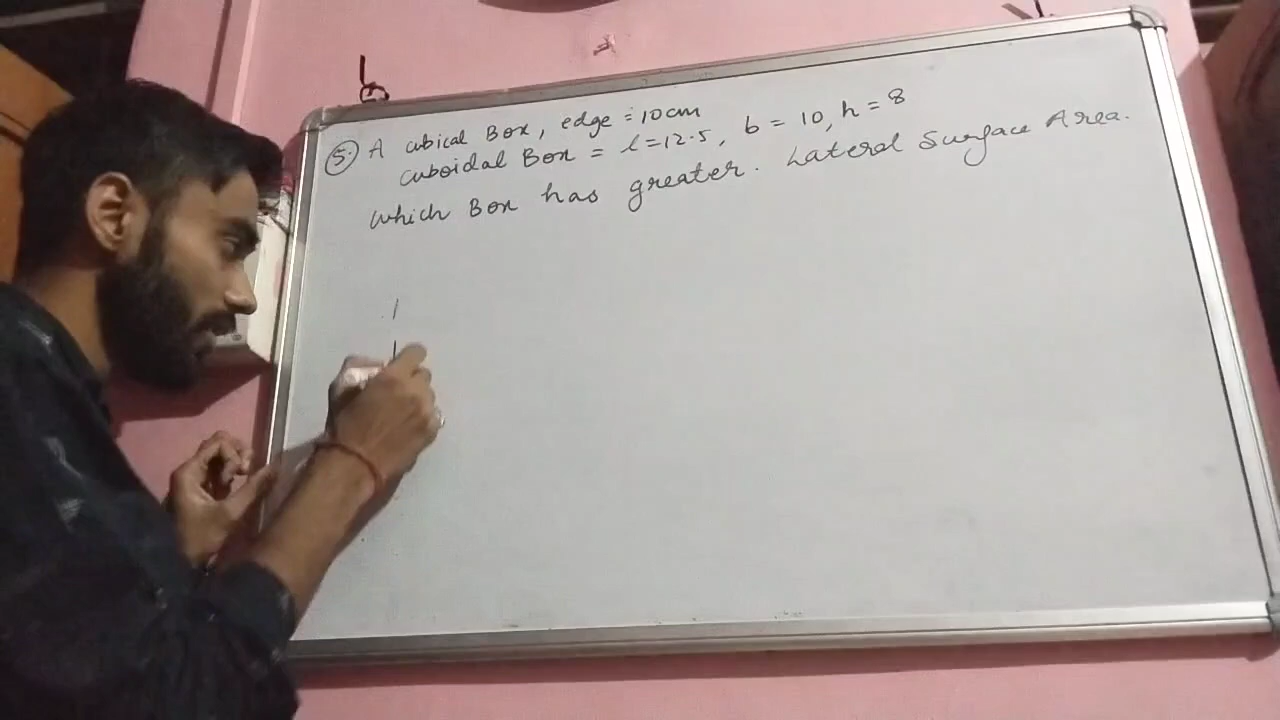 5. A cubical Box, edge = 10cm
cuboidal Box = l=12.5, b = 10, h = 8
which Box has greater. Lateral Surface Area.